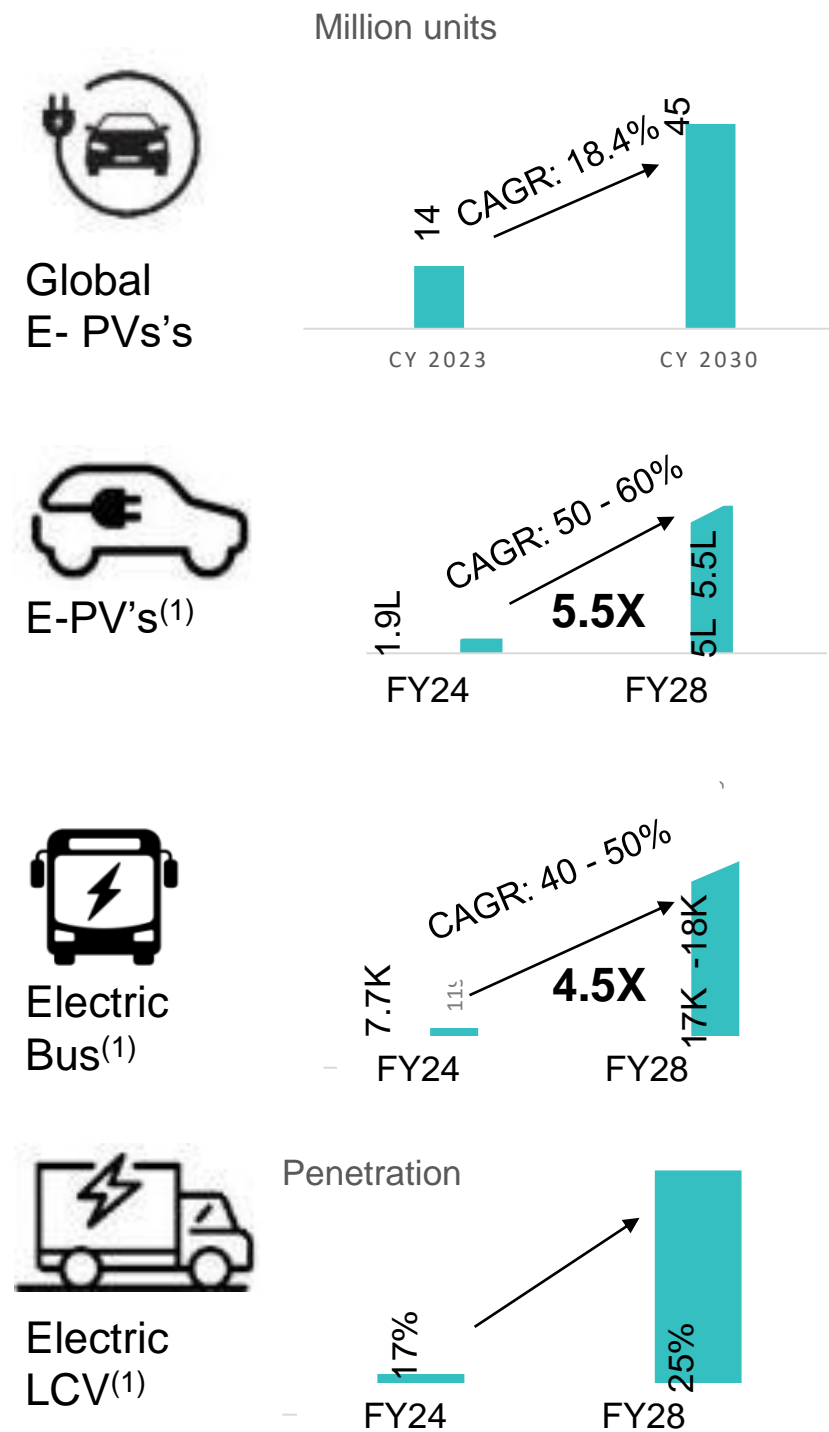 Million units
45
CAGR: 18.4%
14
Global
E- PVs's
CY 2023
CY 2030
CAGR: 50 - 60%
5.5X
1.9L
5L 5.5L
E-PV's(1)
FY24
FY28
CAGR: 40 - 50%
4.5X
7.7K
17K -18K
Electric
Bus(1)
FY24
FY28
Penetration
17%
25%
Electric
LCV(1)
FY24
FY28